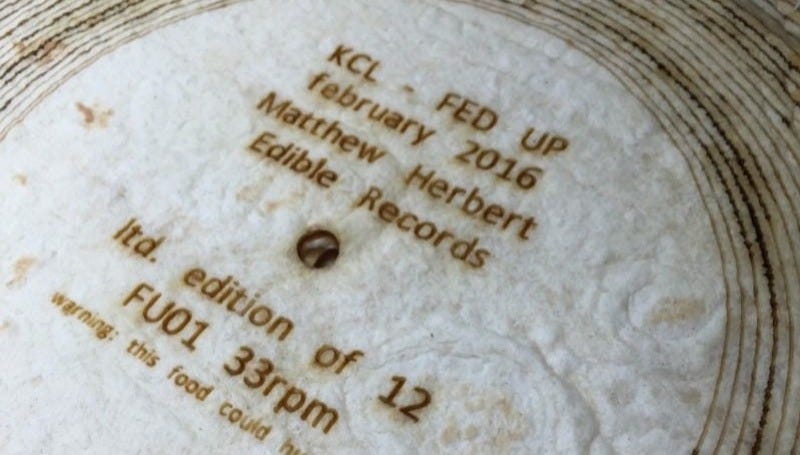 KCL - FED UP
february 2016
Matthew Herbert
Edible Records
ltd. edition of 12
FU01 33rpm
warning: this food could